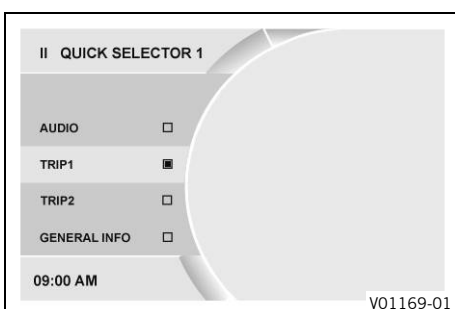 II QUICK SELECTOR 1
AUDIO
TRIP1
TRIP2
GENERAL INFO
09:00 AM
V01169-01